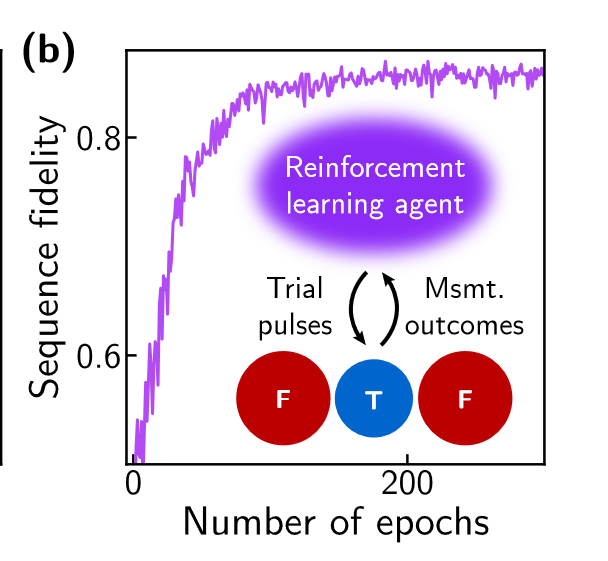 (b)
Sequence fidelity
0.8
0.6
Reinforcement
learning agent
Trial
pulses
Msmt.
outcomes
F
T
F
0
200
Number of epochs